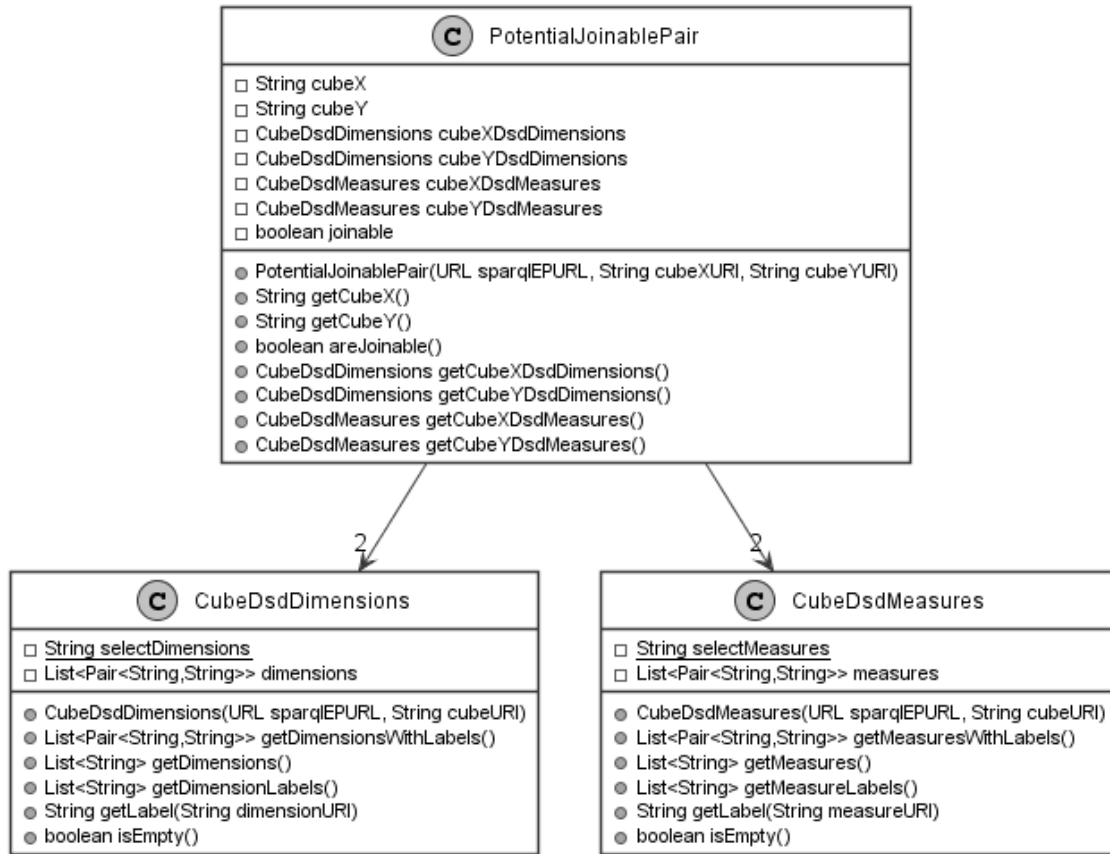 C PotentialJoinablePair
String cubeX
String cubeY
CubeDsdDimensions cubeXDsdDimensions
CubeDsdDimensions cubeYDsdDimensions
CubeDsdMeasures cubeXDsdMeasures
CubeDsdMeasures cubeYDsdMeasures
boolean joinable
PotentialJoinablePair(URL sparqlEPURL, String cubeXURI, String cubeYURI)
String getCubeX()
String getCubeY()
boolean areJoinable()
CubeDsdDimensions getCubeXDsdDimensions()
CubeDsdDimensions getCubeYDsdDimensions()
CubeDsdMeasures getCubeXDsdMeasures()
CubeDsdMeasures getCubeYDsdMeasures()
2
2
C CubeDsdDimensions
String selectDimensions
List<Pair<String,String>> dimensions
CubeDsdDimensions(URL sparqlEPURL, String cubeURI)
List<Pair<String,String>> getDimensionsWithLabels()
List<String> getDimensions()
List<String> getDimensionLabels()
String getLabel(String dimensionURI)
boolean isEmpty()
C CubeDsdMeasures
String selectMeasures
List<Pair<String,String>> measures
CubeDsdMeasures(URL sparqlEPURL, String cubeURI)
List<Pair<String,String>> getMeasuresWithLabels()
List<String> getMeasures()
List<String> getMeasureLabels()
String getLabel(String measureURI)
boolean isEmpty()